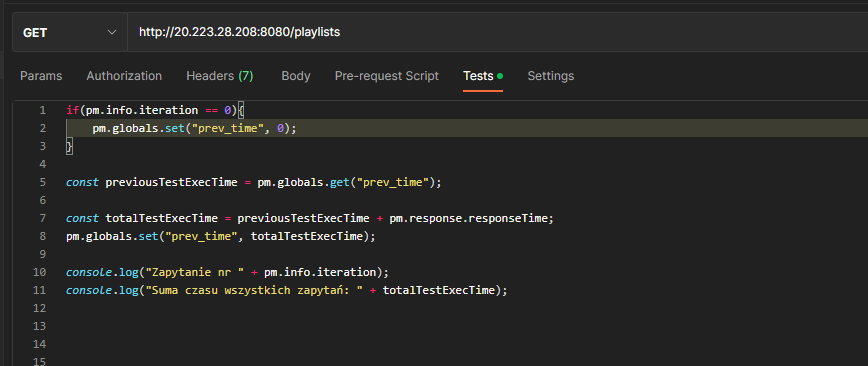 GET http://20.223.28.208:8080/playlists
Params Authorization Headers (7) Body Pre-request Script Tests Settings
1 if(pm.info.iteration == 0){
2 pm.globals.set("prev_time", 0);
3 }
4
5 const previousTestExecTime = pm.globals.get("prev_time");
6
7 const totalTestExecTime = previousTestExecTime + pm.response.responseTime;
8 pm.globals.set("prev_time", totalTestExecTime);
9
10 console.log("Zapytanie nr " + pm.info.iteration);
11 console.log("Suma czasu wszystkich zapytań: " + totalTestExecTime);
12
13
14
15